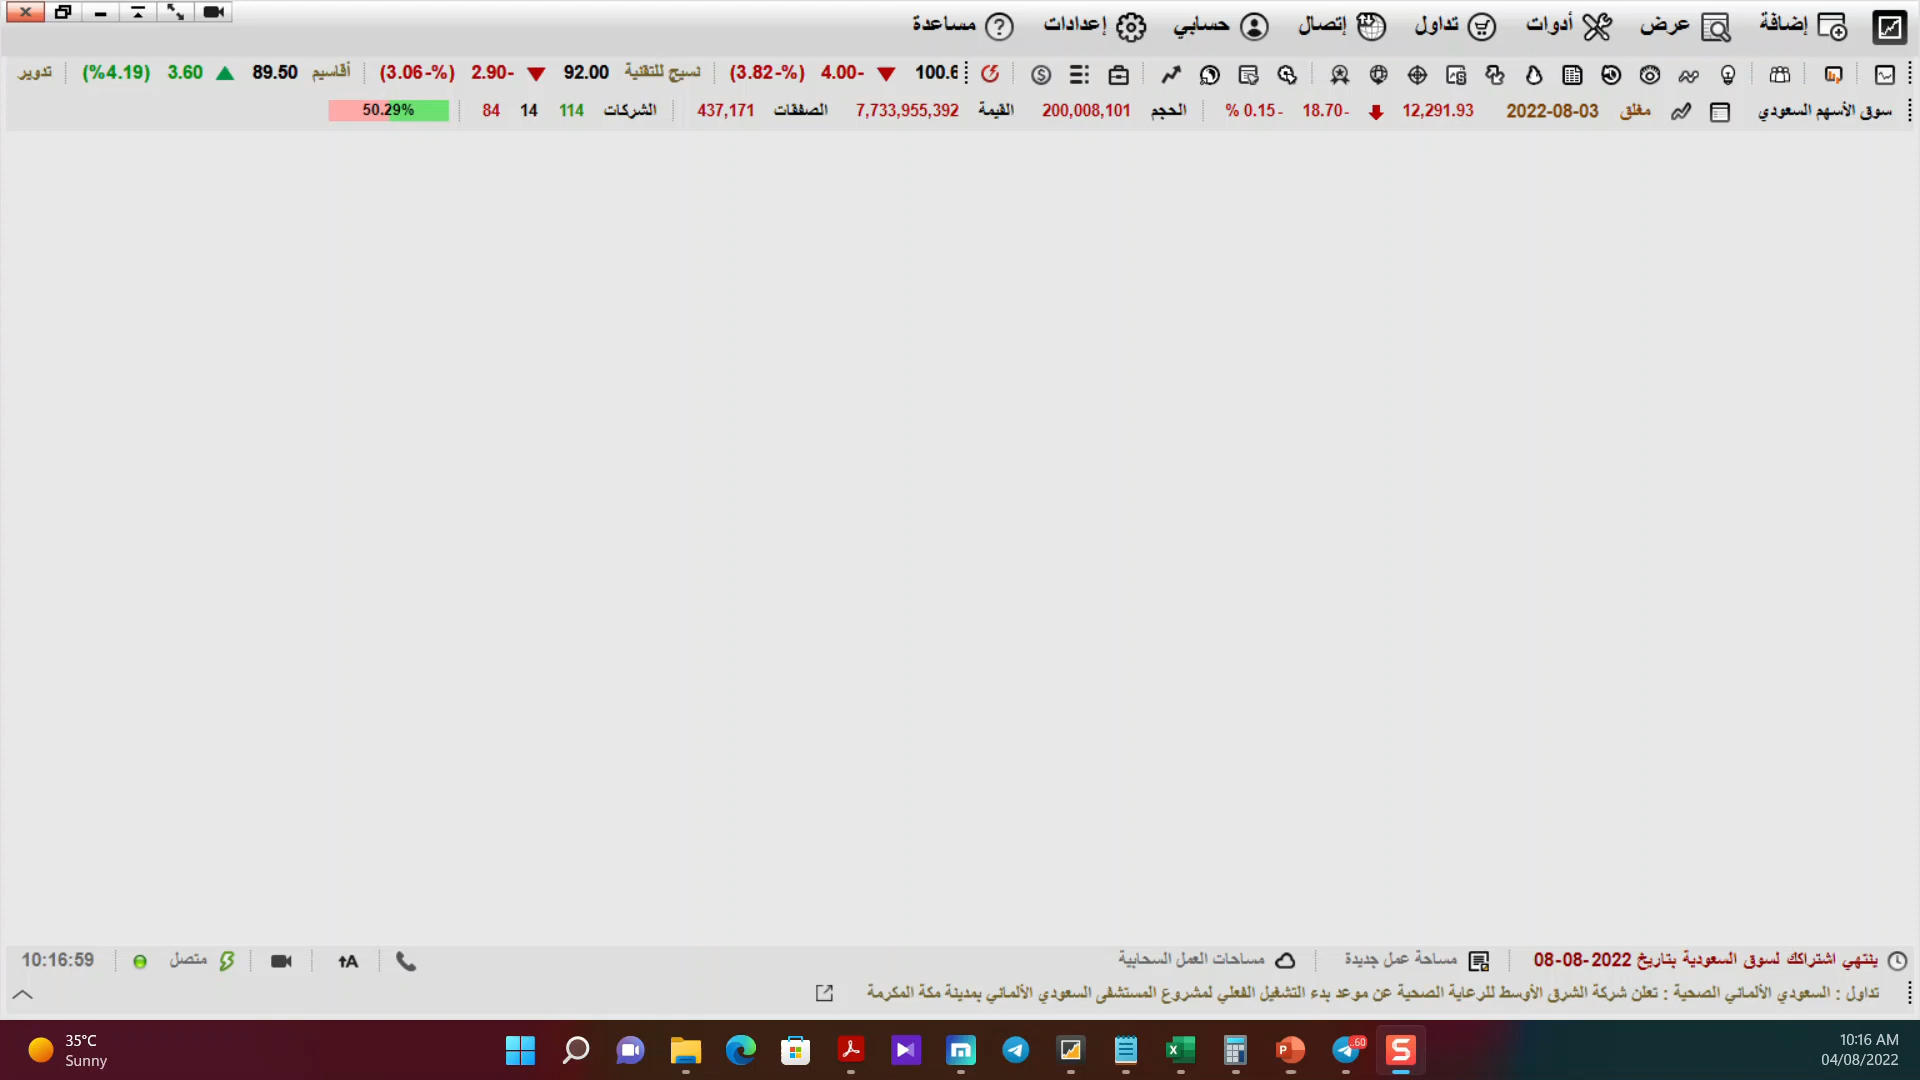 إضافة عرض أدوات تداول إتصال حسابي إعدادات مساعدة
100.6 -4.00 (-3.82%) نسيج للتقنية 92.00 -2.90 (-3.06%) أقاسيم 89.50 3.60 (4.19%) تدوير
سوق الأسهم السعودي مغلق 2022-08-03 12,291.93 -18.70 -0.15 % الحجم 200,008,101 القيمة 7,733,955,392 الصفقات 437,171 الشركات 114 14 84 50.29%
ينتهي اشتراكك لسوق السعودية بتاريخ 2022-08-08 مساحة عمل جديدة مساحات العمل السحابية متصل 10:16:59
تداول : السعودي الألماني الصحية : تعلن شركة الشرق الأوسط للرعاية الصحية عن موعد بدء التشغيل الفعلي لمشروع المستشفى السعودي الألماني بمدينة مكة المكرمة
35°C
Sunny
..60
10:16 AM
04/08/2022